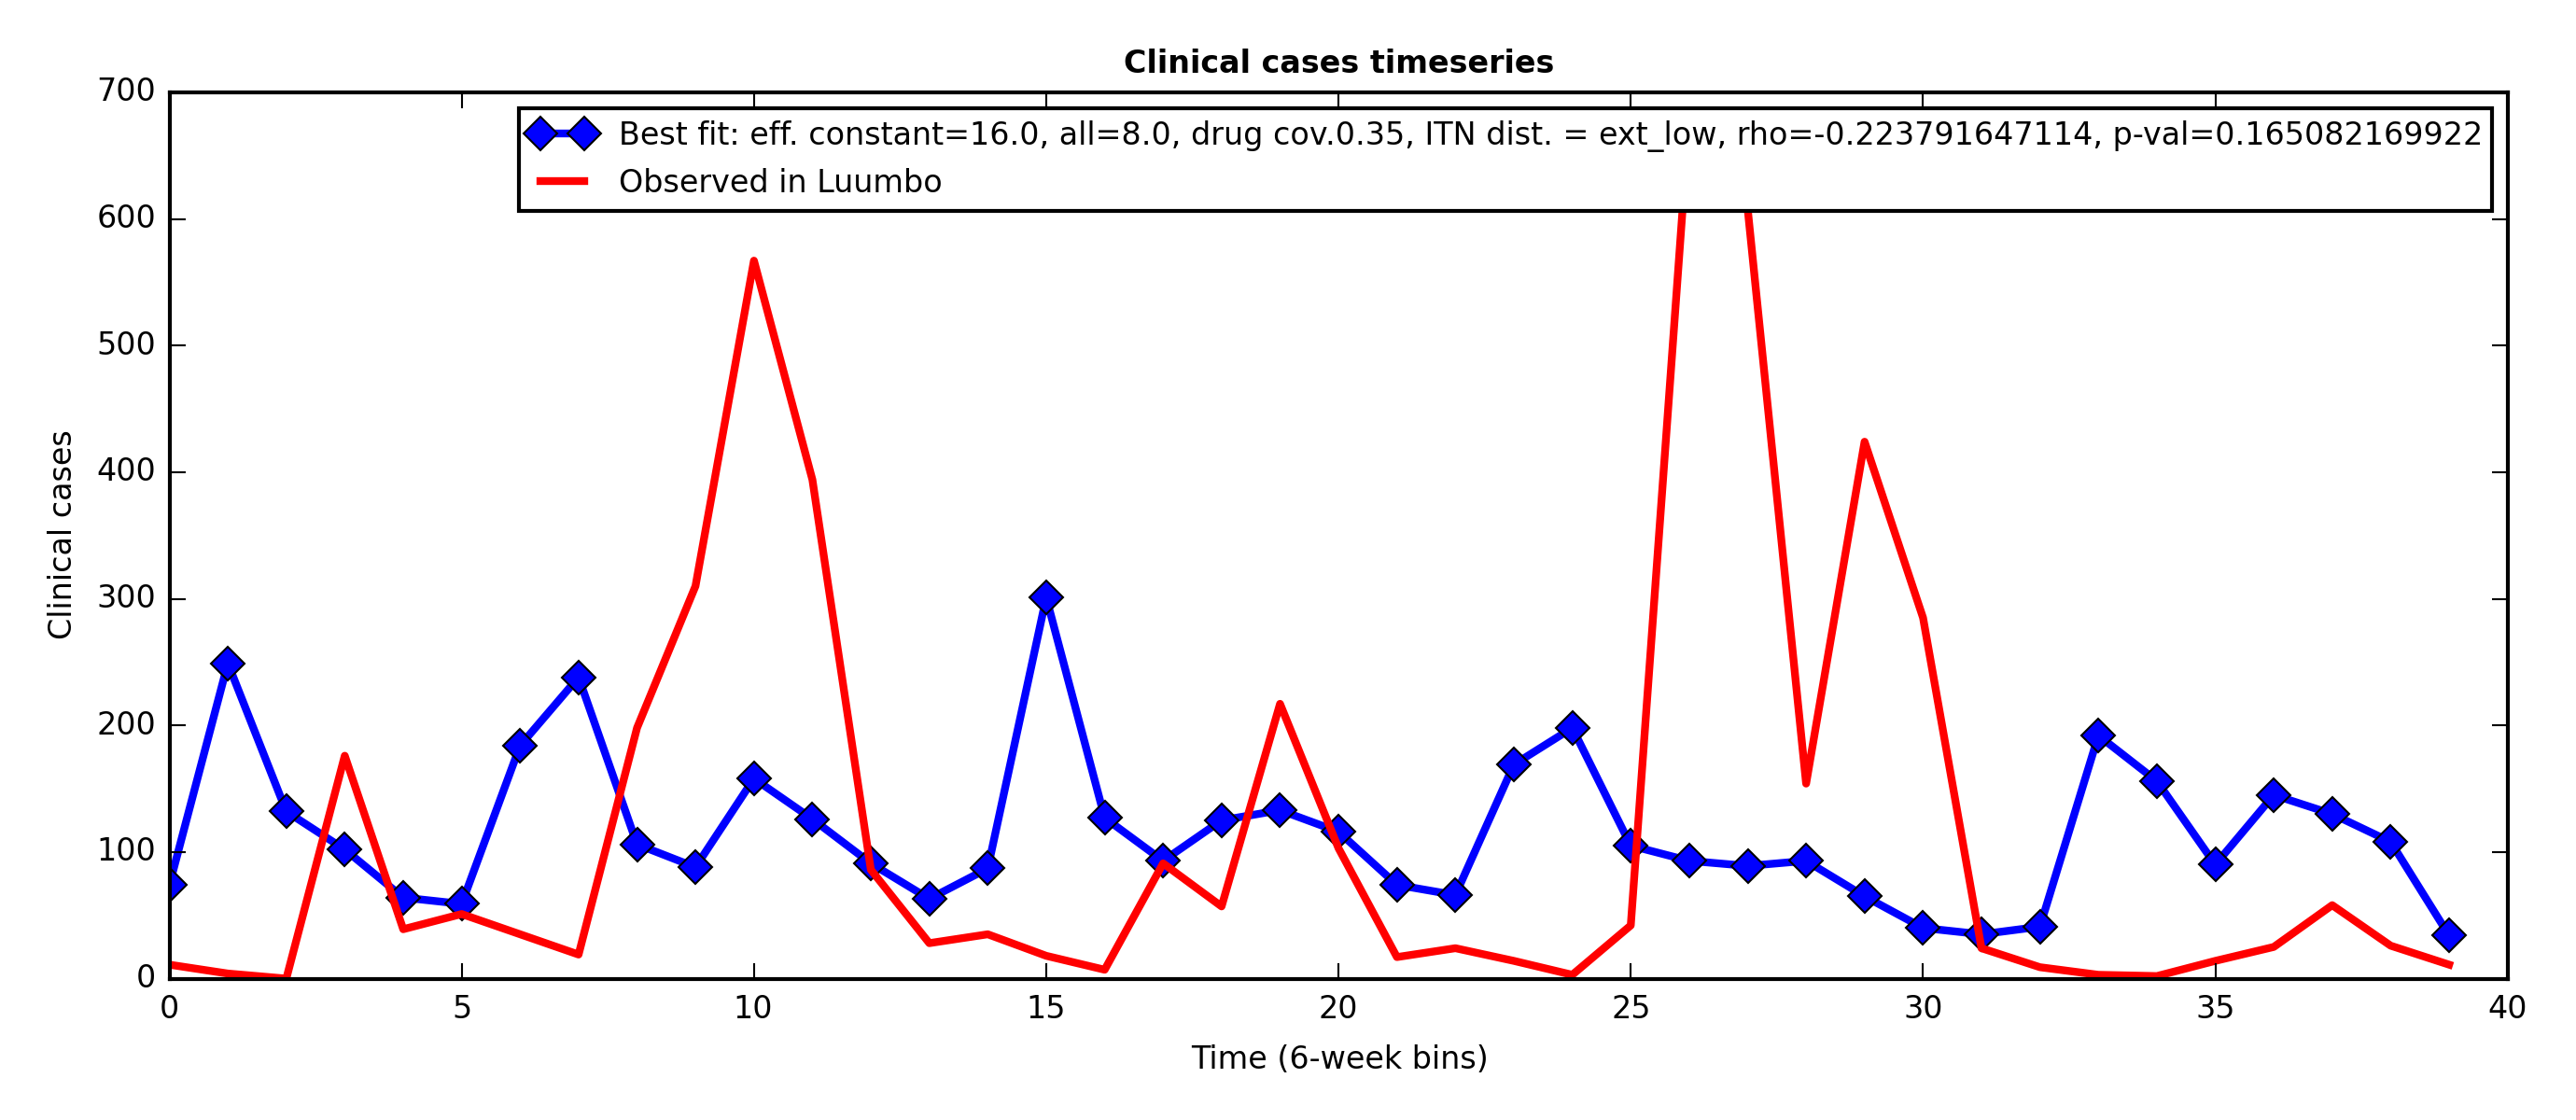 Clinical cases timeseries
700
600
500
400
300
200
100
0
Clinical cases
Best fit: eff. constant=16.0, all=8.0, drug cov.0.35, ITN dist. = ext_low, rho=-0.223791647114, p-val=0.165082169922
Observed in Luumbo
0 5 10 15 20 25 30 35 40
Time (6-week bins)